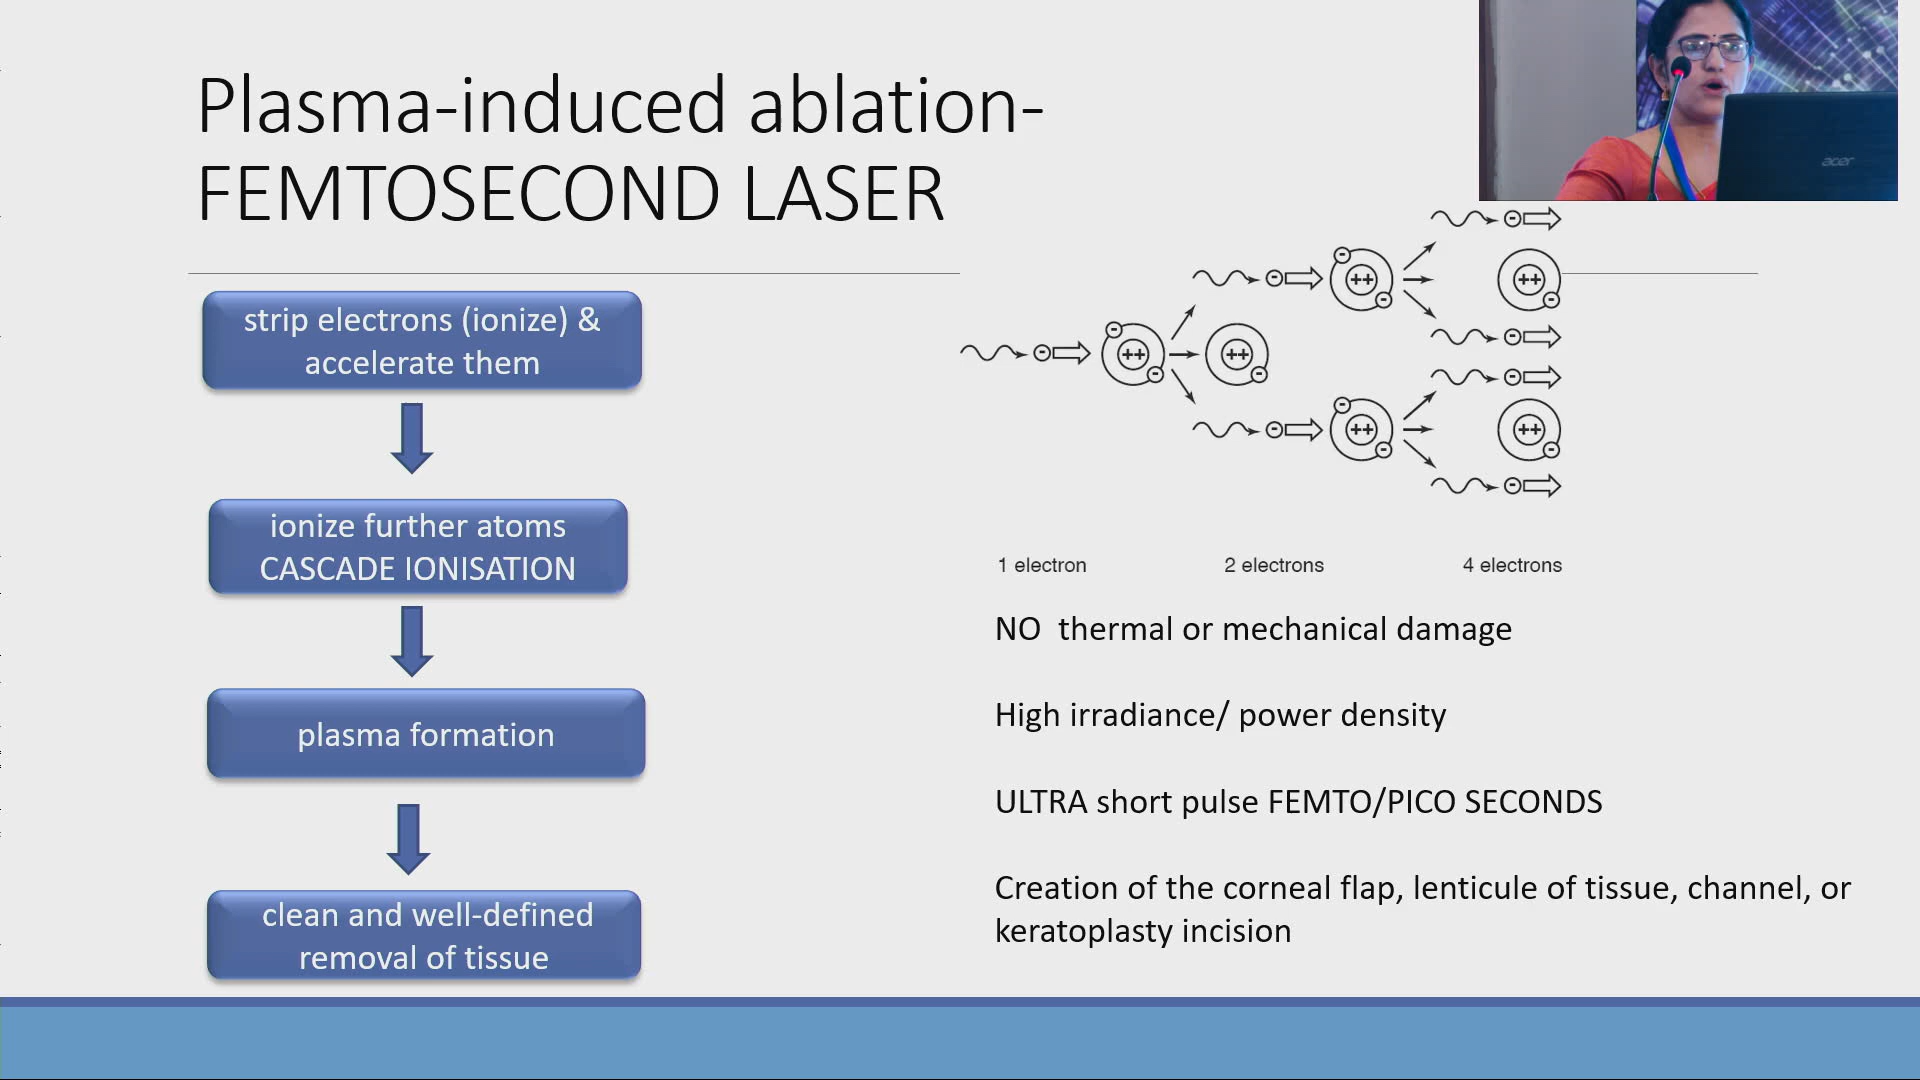 Plasma-induced ablation-
FEMTOSECOND LASER
acer
strip electrons (ionize) &
accelerate them
ionize further atoms
CASCADE IONISATION
plasma formation
clean and well-defined
removal of tissue
1 electron
2 electrons
4 electrons
NO  thermal or mechanical damage
High irradiance/ power density
ULTRA short pulse FEMTO/PICO SECONDS
Creation of the corneal flap, lenticule of tissue, channel, or
keratoplasty incision